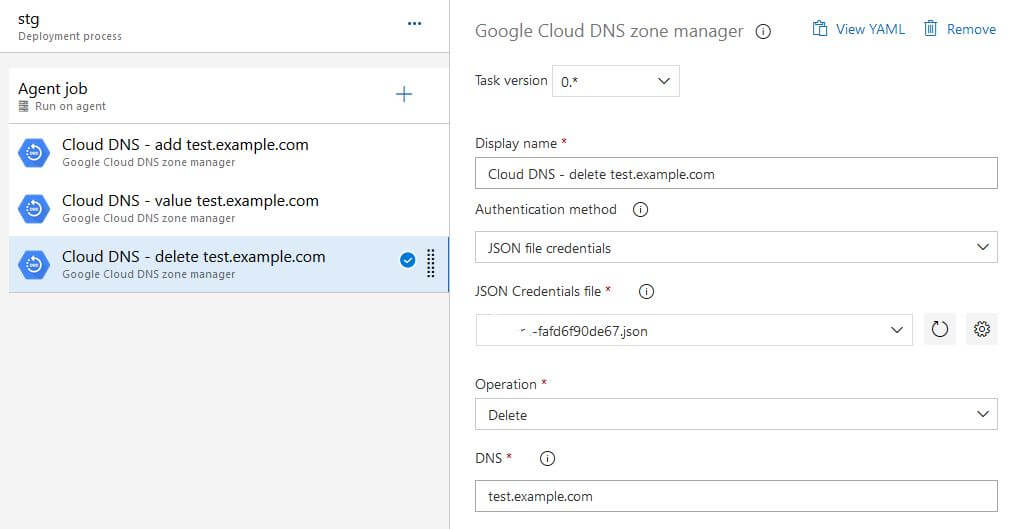 stg
Deployment process
Agent job
Run on agent
Cloud DNS - add test.example.com
Google Cloud DNS zone manager
Cloud DNS - value test.example.com
Google Cloud DNS zone manager
Cloud DNS - delete test.example.com
Google Cloud DNS zone manager
Google Cloud DNS zone manager
View YAML
Remove
Task version
0.*
Display name *
Cloud DNS - delete test.example.com
Authentication method
JSON file credentials
JSON Credentials file *
-fafd6f90de67.json
Operation *
Delete
DNS *
test.example.com